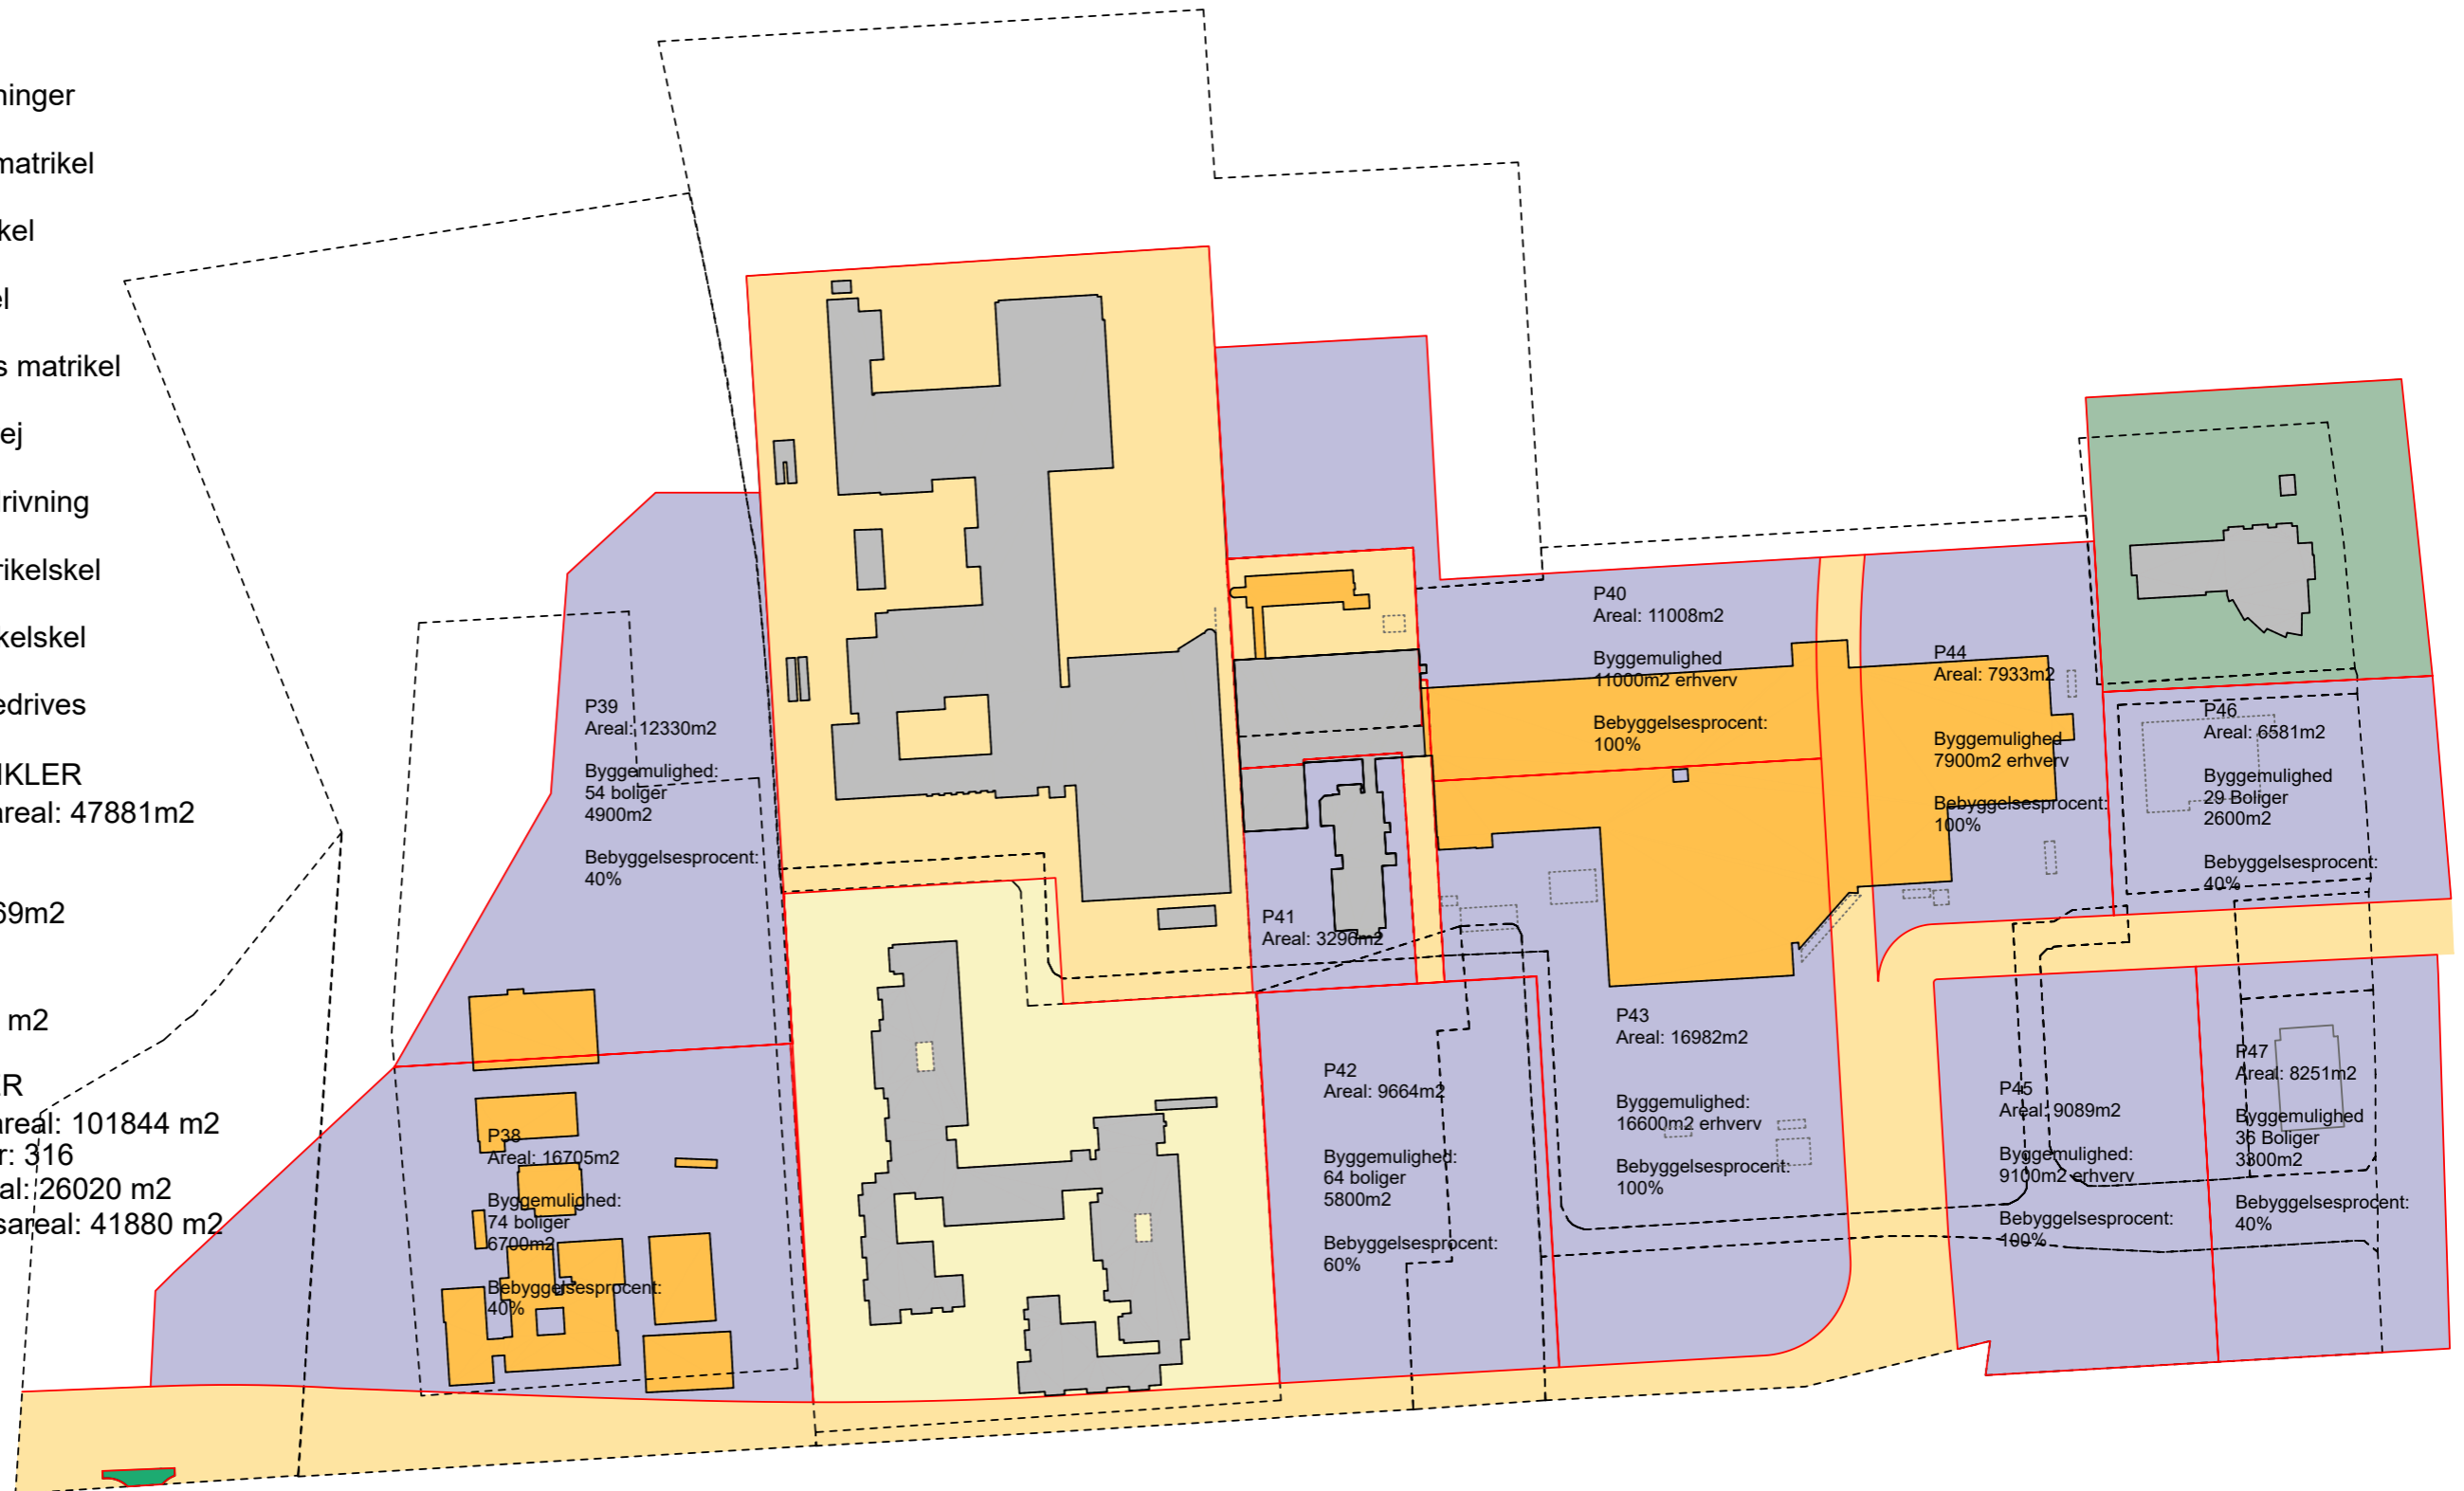 ninger
matrikel
kel
el
s matrikel
ej
drivning
rikelskel
kelskel
edrives
IKLER
areal: 47881m2
69m2
m2
ER
areal: 101844 m2
r: 316
al: 26020 m2
sareal: 41880 m2
P39
Areal: 12330m2
Byggemulighed:
54 boliger
4900m2
Bebyggelsesprocent:
40%
P38
Areal: 16705m2
Byggemulighed:
74 boliger
6700m2
Bebyggelsesprocent:
40%
P40
Areal: 11008m2
Byggemulighed
11000m2 erhverv
Bebyggelsesprocent:
100%
P41
Areal: 3296m2
P42
Areal: 9664m2
Byggemulighed:
64 boliger
5800m2
Bebyggelsesprocent:
60%
P43
Areal: 16982m2
Byggemulighed:
16600m2 erhverv
Bebyggelsesprocent:
100%
P44
Areal: 7933m2
Byggemulighed
7900m2 erhverv
Bebyggelsesprocent:
100%
P46
Areal: 6581m2
Byggemulighed
29 Boliger
2600m2
Bebyggelsesprocent:
40%
P45
Areal: 9089m2
Byggemulighed:
9100m2 erhverv
Bebyggelsesprocent:
100%
P47
Areal: 8251m2
Byggemulighed
36 Boliger
3300m2
Bebyggelsesprocent:
40%